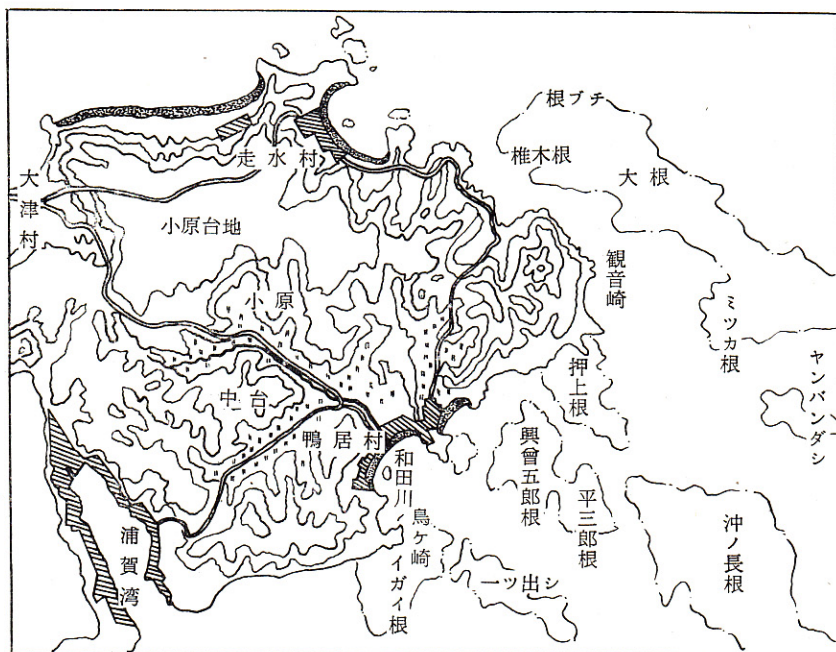 根ブチ
椎木根
大根
走水村
大津村
小原台地
観音崎
小原
ミツカ根
押上根
ヤンバンダシ
中台
鴨居村
興曾五郎根
和田川
平三郎根
沖ノ長根
鳥ヶ崎
浦賀湾
一ッ出シ
イガイ根